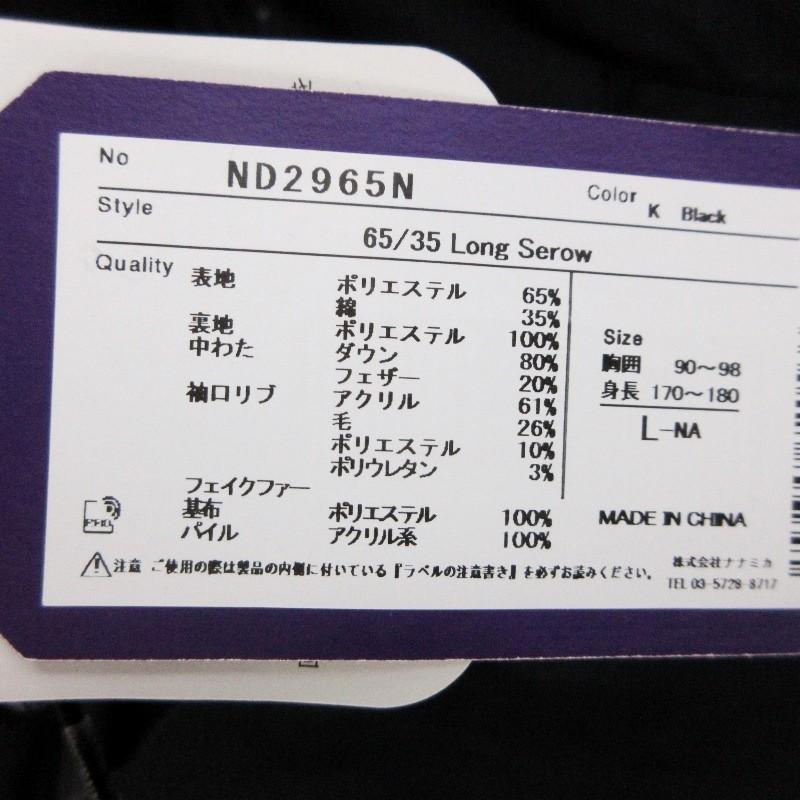 No ND2965N Color K Black
Style 65/35 Long Serow
Quality 表地 ポリエステル 65%
綿 35%
裏地 ポリエステル 100%
中わた ダウン 80%
フェザー 20%
袖口リブ アクリル 61%
毛 26%
ポリエステル 10%
ポリウレタン 3%
フェイクファー
基布 ポリエステル 100%
パイル アクリル系 100%
Size
胸囲 90～98
身長 170～180
L-NA
MADE IN CHINA
注意 ご使用の際は製品の内側に付いている『ラベルの注意書き』を必ずお読みください。
株式会社ナナミカ
TEL 03-5728-8717